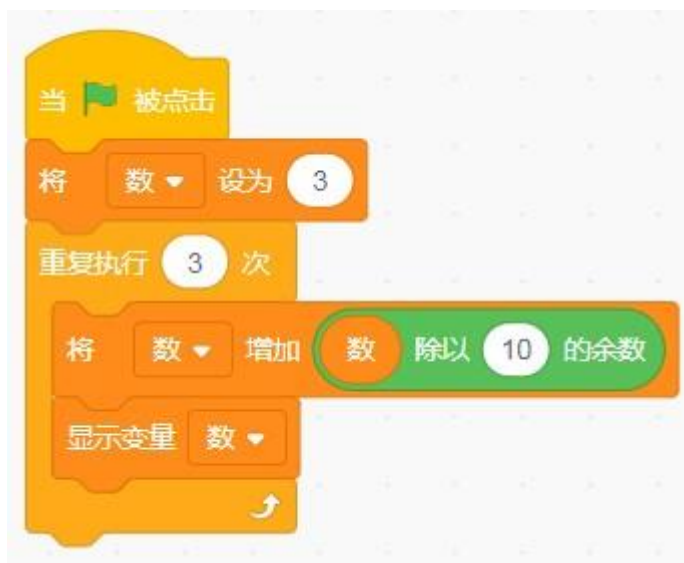 当 被点击
将 数 设为 3
重复执行 3 次
将 数 增加 数 除以 10 的余数
显示变量 数